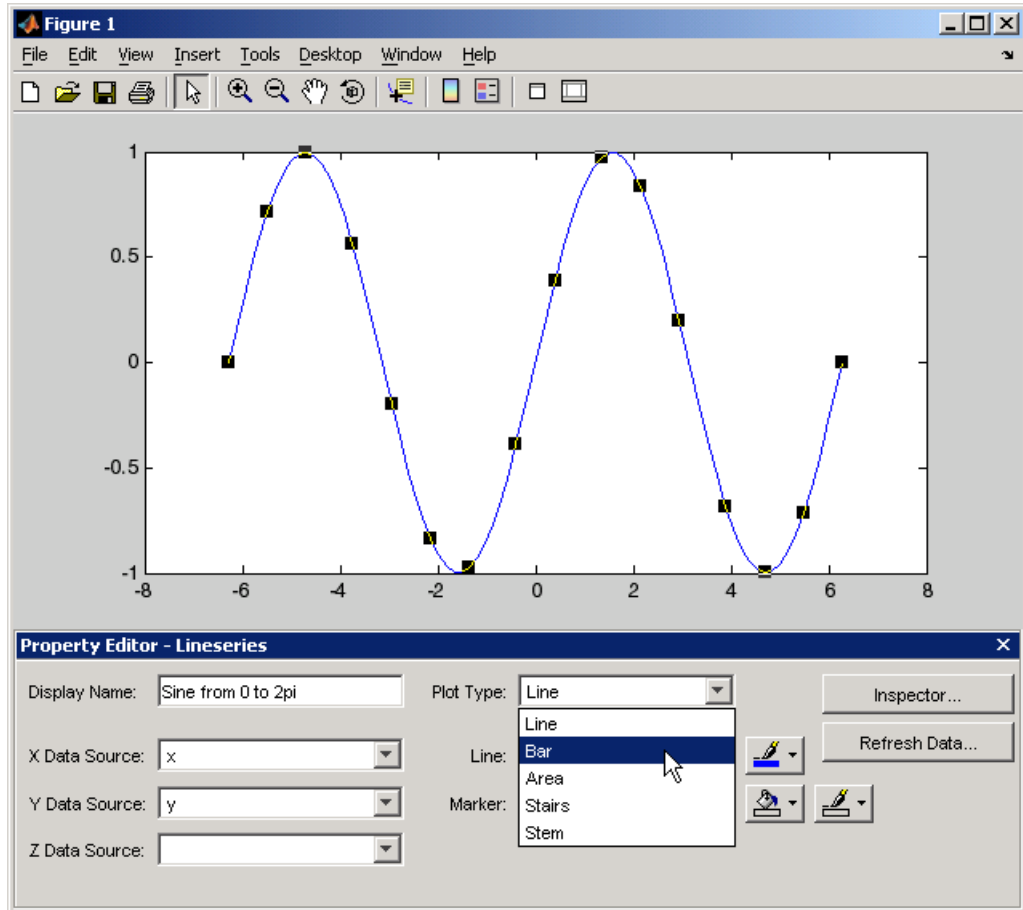 Figure 1
File Edit View Insert Tools Desktop Window Help
1
0.5
0
-0.5
-1
-8 -6 -4 -2 0 2 4 6 8
Property Editor - Lineseries
Display Name: Sine from 0 to 2pi Plot Type: Line Inspector...
Line
X Data Source: x Line: Bar Refresh Data...
Area
Y Data Source: y Marker: Stairs
Stem
Z Data Source: